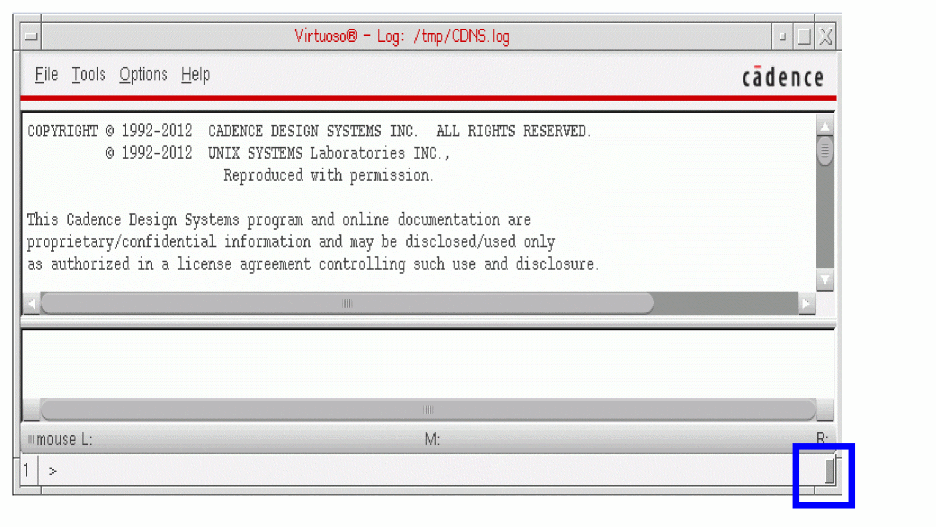 Virtuoso® - Log: /tmp/CDNS.log
File Tools Options Help
cādence
COPYRIGHT © 1992-2012 CADENCE DESIGN SYSTEMS INC. ALL RIGHTS RESERVED.
© 1992-2012 UNIX SYSTEMS Laboratories INC.,
Reproduced with permission.
This Cadence Design Systems program and online documentation are
proprietary/confidential information and may be disclosed/used only
as authorized in a license agreement controlling such use and disclosure.
mouse L: M: R:
1 >